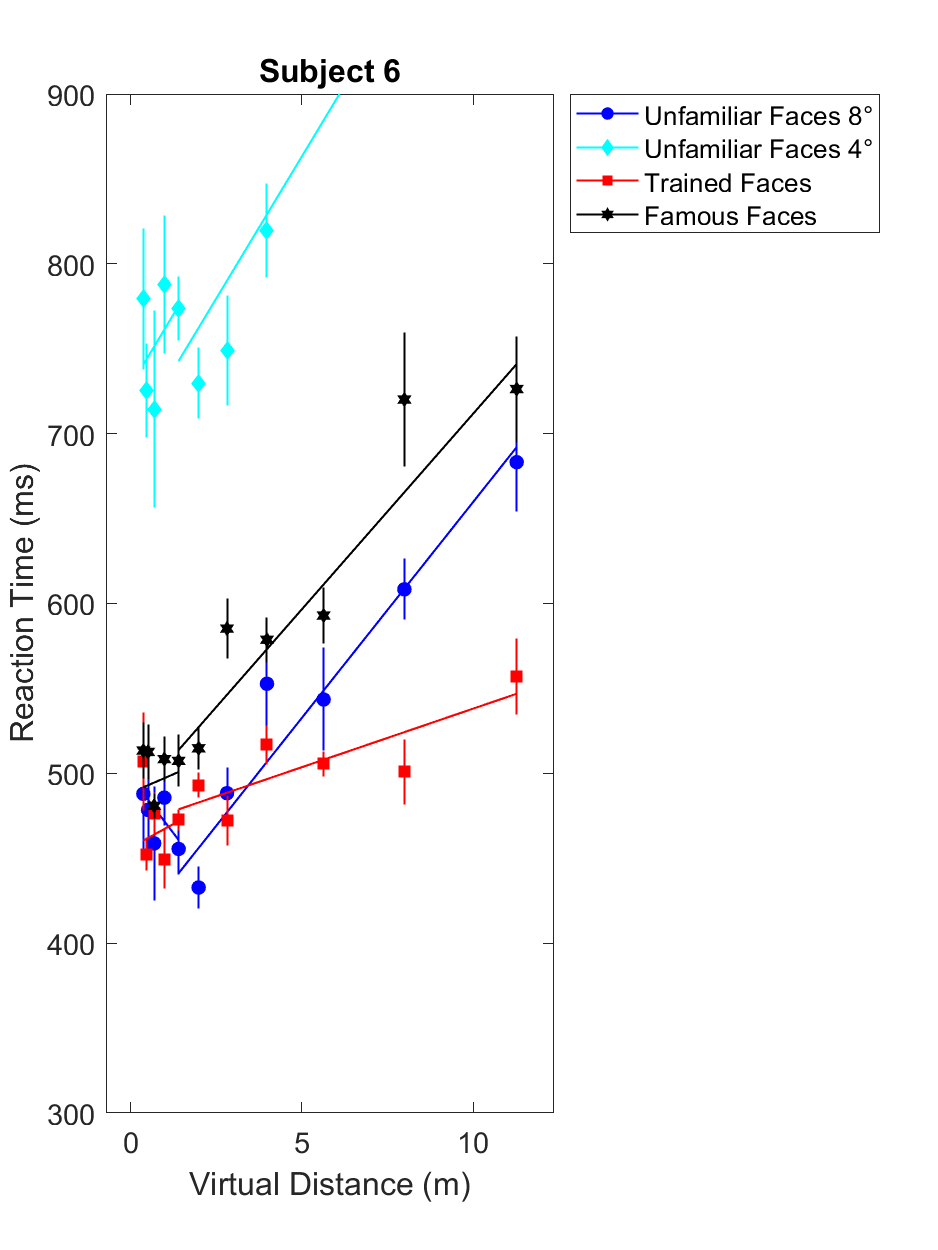 Subject 6
900
800
700
600
500
400
300
0 5 10
Virtual Distance (m)
Reaction Time (ms)
Unfamiliar Faces 8°
Unfamiliar Faces 4°
Trained Faces
Famous Faces